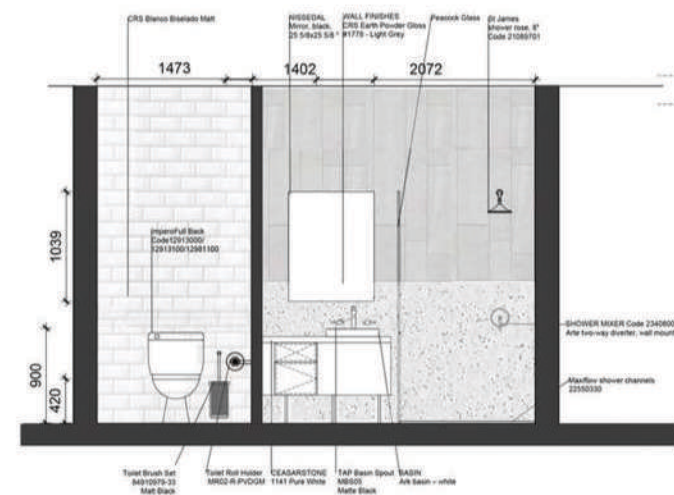 CRS Blanco Biselado Matt
NISSEDAL
Mirror, black,
25 5/8x25 5/8 "
WALL FINISHES
CRS Earth Powder Gloss
#1778 - Light Grey
Peacock Glass
St James
shower rose, 8"
Code 21089701
1473
1402
2072
1039
900
420
ImperoFull Back
Code12913000/
12913100/12981100
SHOWER MIXER Code 2340800
Arte two-way diverter, wall mount
Maxflow shower channels
22550330
Toilet Brush Set
84910979-33
Matt Black
Toilet Roll Holder
MR02-R-PVDGM
CEASARSTONE
1141 Pure White
TAP Basin Spout
MBS05
Matte Black
BASIN
Ark basin – white